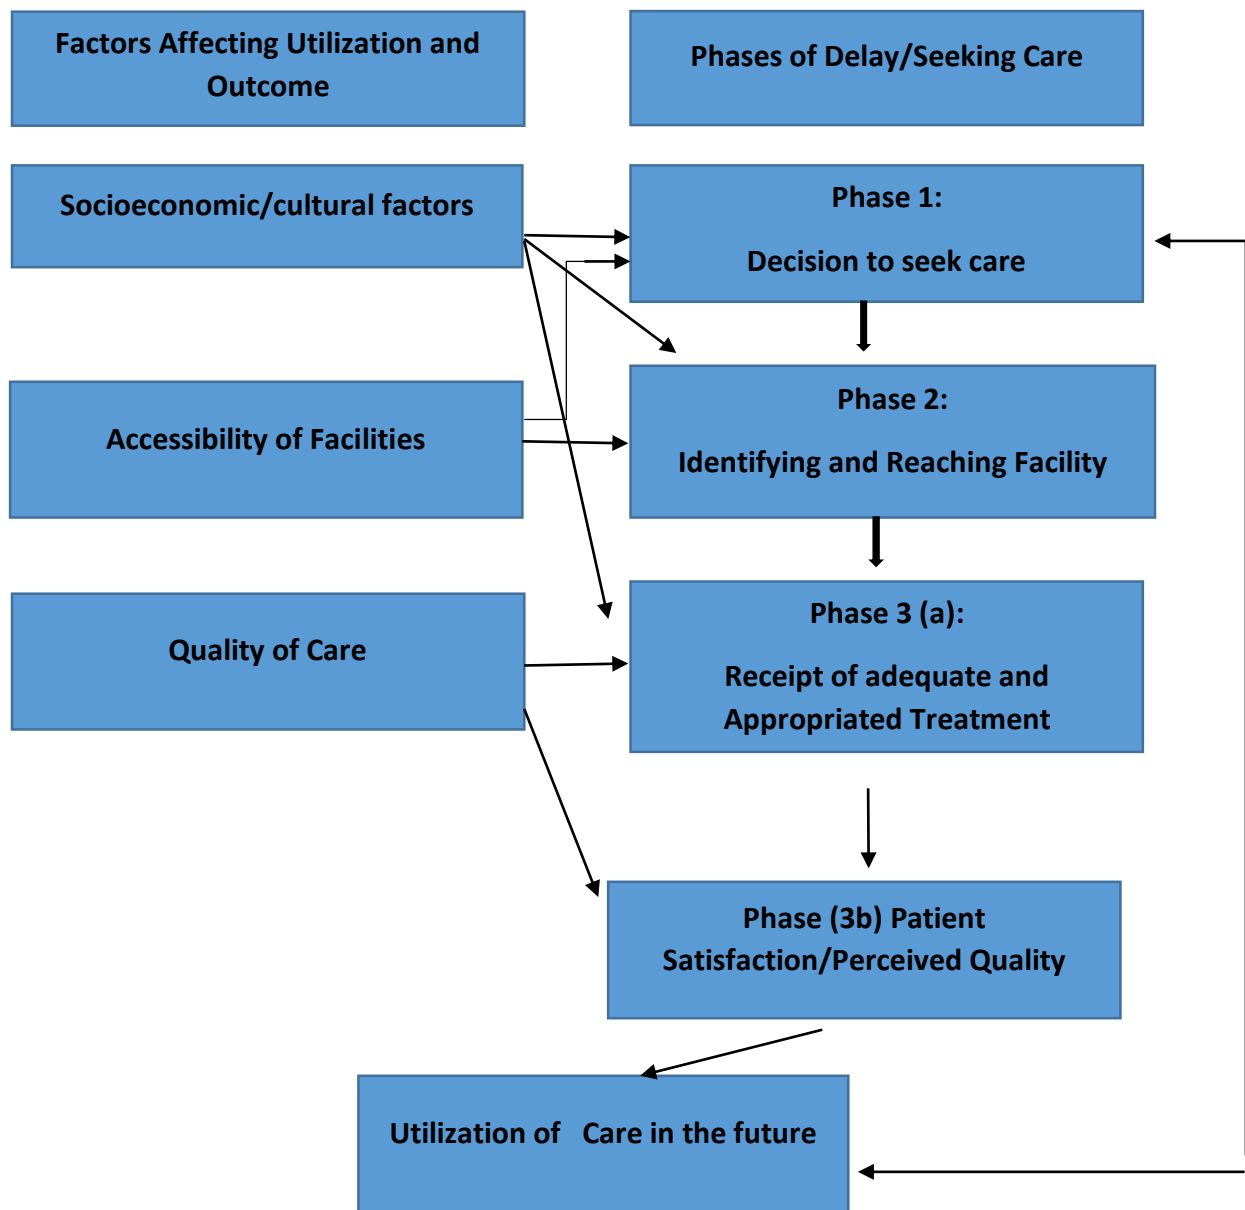 Factors Affecting Utilization and
Outcome
Phases of Delay/Seeking Care
Socioeconomic/cultural factors
Phase 1:
Decision to seek care
Accessibility of Facilities
Phase 2:
Identifying and Reaching Facility
Quality of Care
Phase 3 (a):
Receipt of adequate and
Appropriated Treatment
Phase (3b) Patient
Satisfaction/Perceived Quality
Utilization of Care in the future